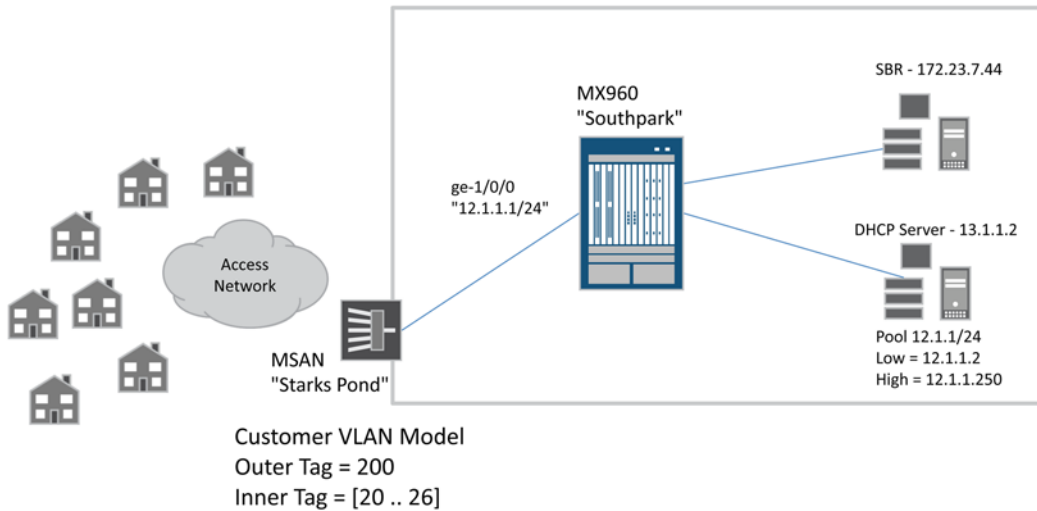 SBR - 172.23.7.44
MX960
"Southpark"
ge-1/0/0
"12.1.1.1/24"
DHCP Server - 13.1.1.2
Access
Network
Pool 12.1.1/24
Low = 12.1.1.2
High = 12.1.1.250
MSAN
"Starks Pond"
Customer VLAN Model
Outer Tag = 200
Inner Tag = [20 .. 26]